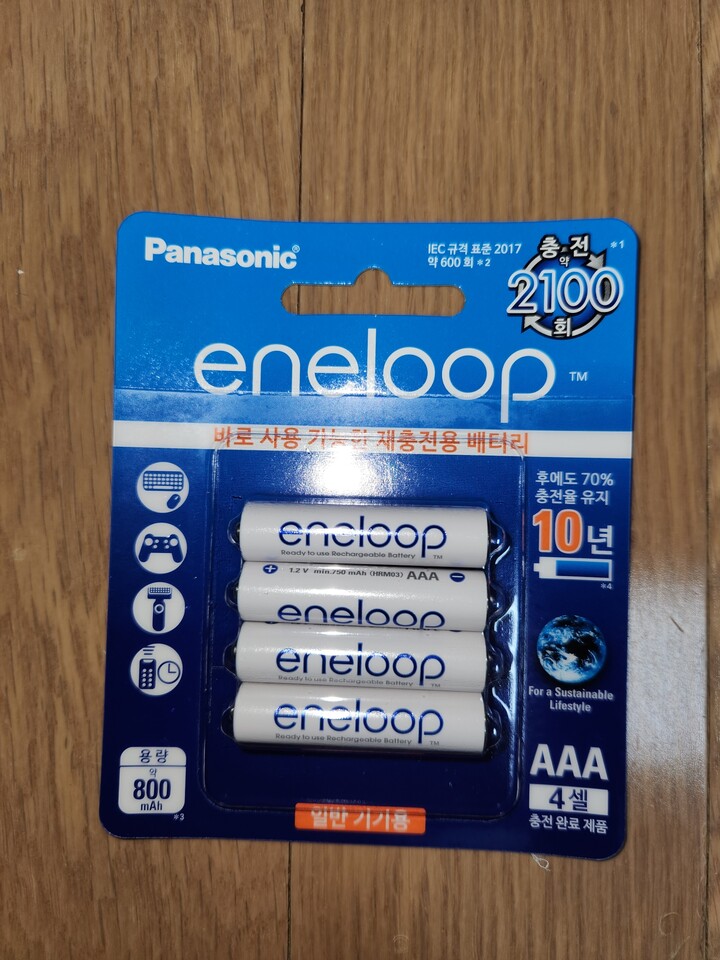 Panasonic®
IEC 규격 표준 2017
약 600 회 *2
충·전 *1
약
2100
회
eneloop ™
바로 사용 가능한 재충전용 배터리
후에도 70%
충전율 유지
10년
*4
eneloop
Ready to use Rechargeable Battery ™
+ 1.2 V min.750 mAh (HRM03) AAA −
eneloop
eneloop
Ready to use Rechargeable Battery ™
eneloop
Ready to use Rechargeable Battery ™
For a Sustainable
Lifestyle
용량
약
800
mAh
*3
AAA
4 셀
충전 완료 제품
일반 기기용